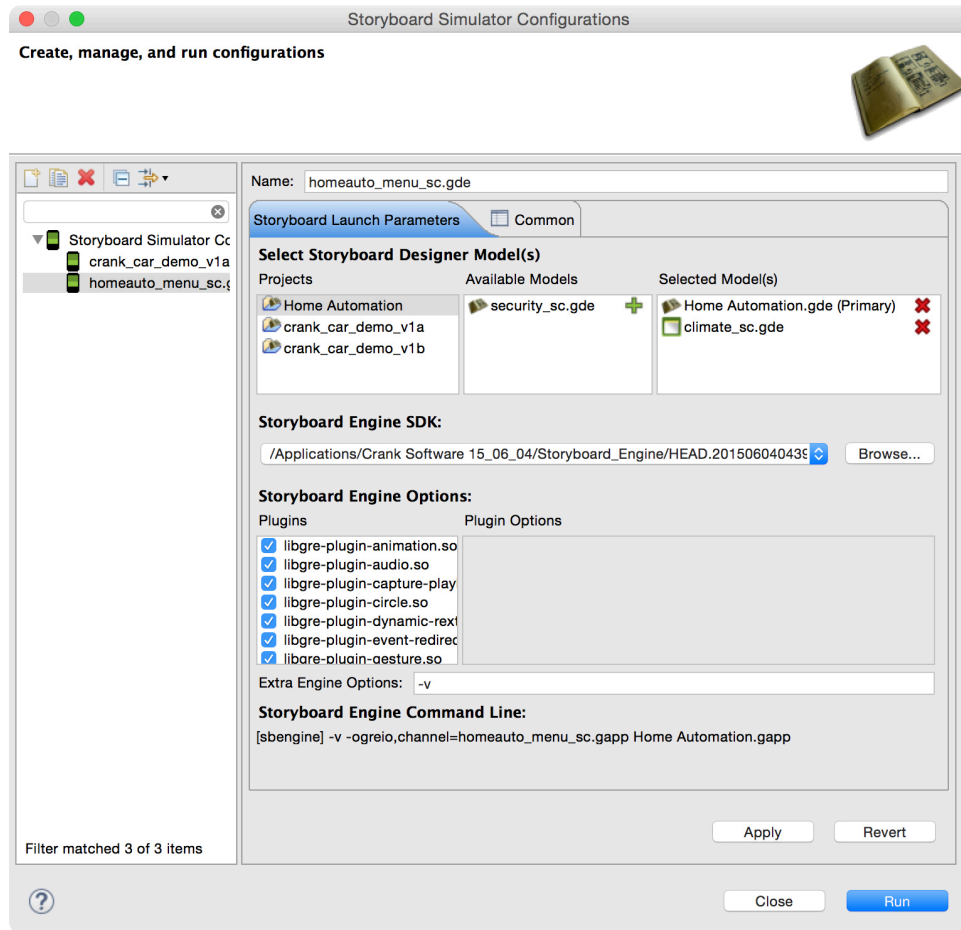 Storyboard Simulator Configurations
Create, manage, and run configurations
Name: homeauto_menu_sc.gde
Storyboard Launch Parameters Common
Storyboard Simulator Cc
crank_car_demo_v1a
homeauto_menu_sc.g
Select Storyboard Designer Model(s)
Projects Available Models Selected Model(s)
Home Automation security_sc.gde Home Automation.gde (Primary)
crank_car_demo_v1a climate_sc.gde
crank_car_demo_v1b
Storyboard Engine SDK:
/Applications/Crank Software 15_06_04/Storyboard_Engine/HEAD.201506040439 Browse...
Storyboard Engine Options:
Plugins Plugin Options
libgre-plugin-animation.so
libgre-plugin-audio.so
libgre-plugin-capture-play
libgre-plugin-circle.so
libgre-plugin-dynamic-rext
libgre-plugin-event-redirec
libgre-plugin-gesture.so
Extra Engine Options: -v
Storyboard Engine Command Line:
[sbengine] -v -ogreio,channel=homeauto_menu_sc.gapp Home Automation.gapp
Apply Revert
Filter matched 3 of 3 items
? Close Run